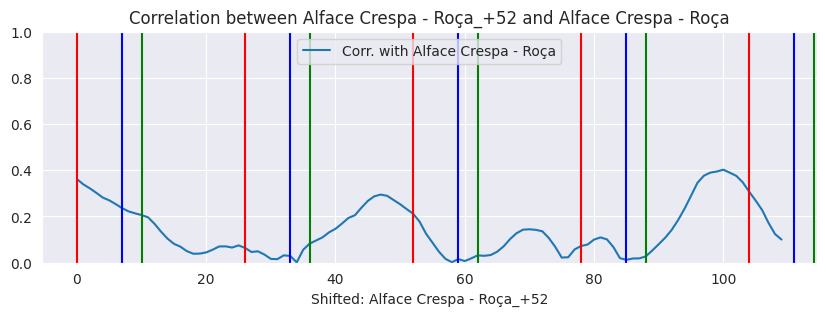 Correlation between Alface Crespa - Roça_+52 and Alface Crespa - Roça
Corr. with Alface Crespa - Roça
1.0
0.8
0.6
0.4
0.2
0.0
0 20 40 60 80 100
Shifted: Alface Crespa - Roça_+52